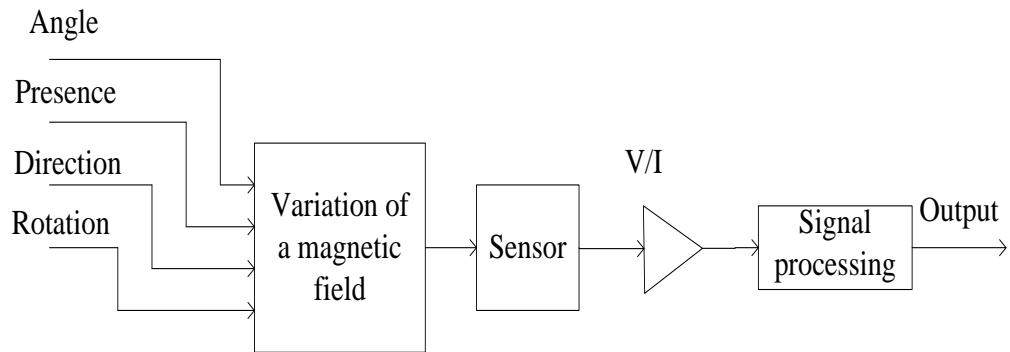 Angle
Presence
Direction
Rotation
Variation of
a magnetic
field
Sensor
V/I
Signal
processing
Output